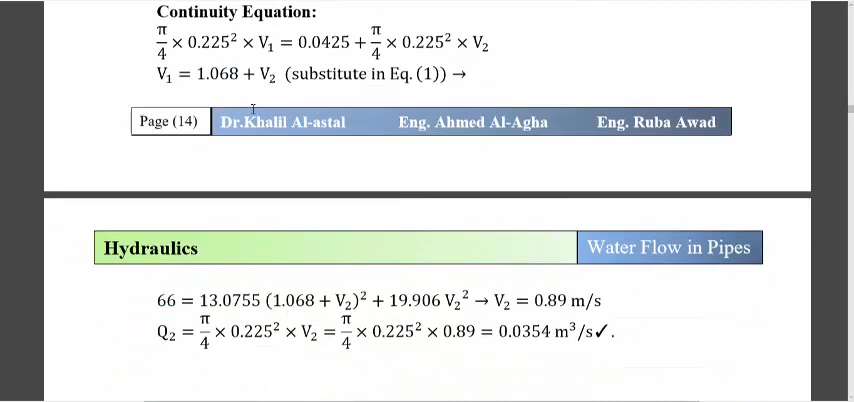 Continuity Equation:
π/4 × 0.225² × V₁ = 0.0425 + π/4 × 0.225² × V₂
V₁ = 1.068 + V₂ (substitute in Eq. (1)) →
Page (14) Dr.Khalil Al-astal Eng. Ahmed Al-Agha Eng. Ruba Awad
Hydraulics Water Flow in Pipes
66 = 13.0755 (1.068 + V₂)² + 19.906 V₂² → V₂ = 0.89 m/s
Q₂ = π/4 × 0.225² × V₂ = π/4 × 0.225² × 0.89 = 0.0354 m³/s✓.